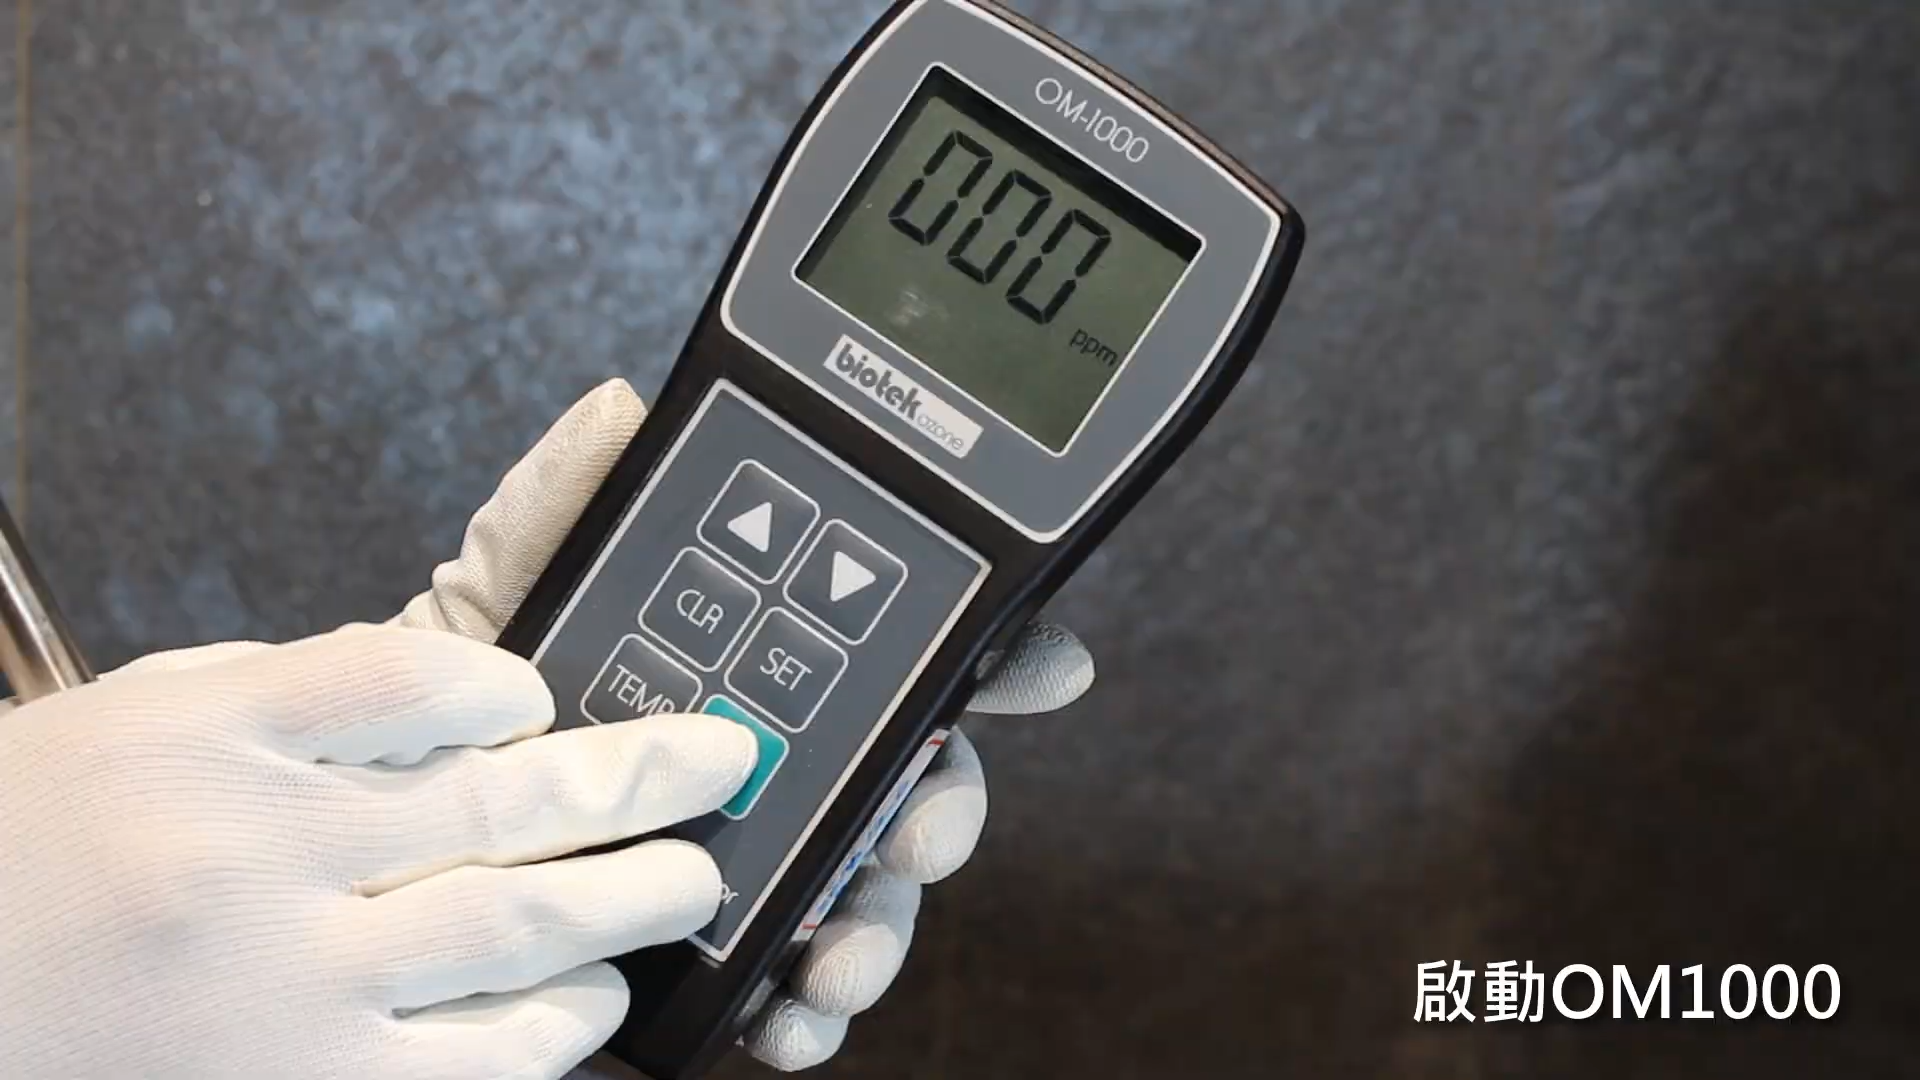 OM-1000
000
ppm
biotek ozone
CLR
SET
TEMP
啟動OM1000